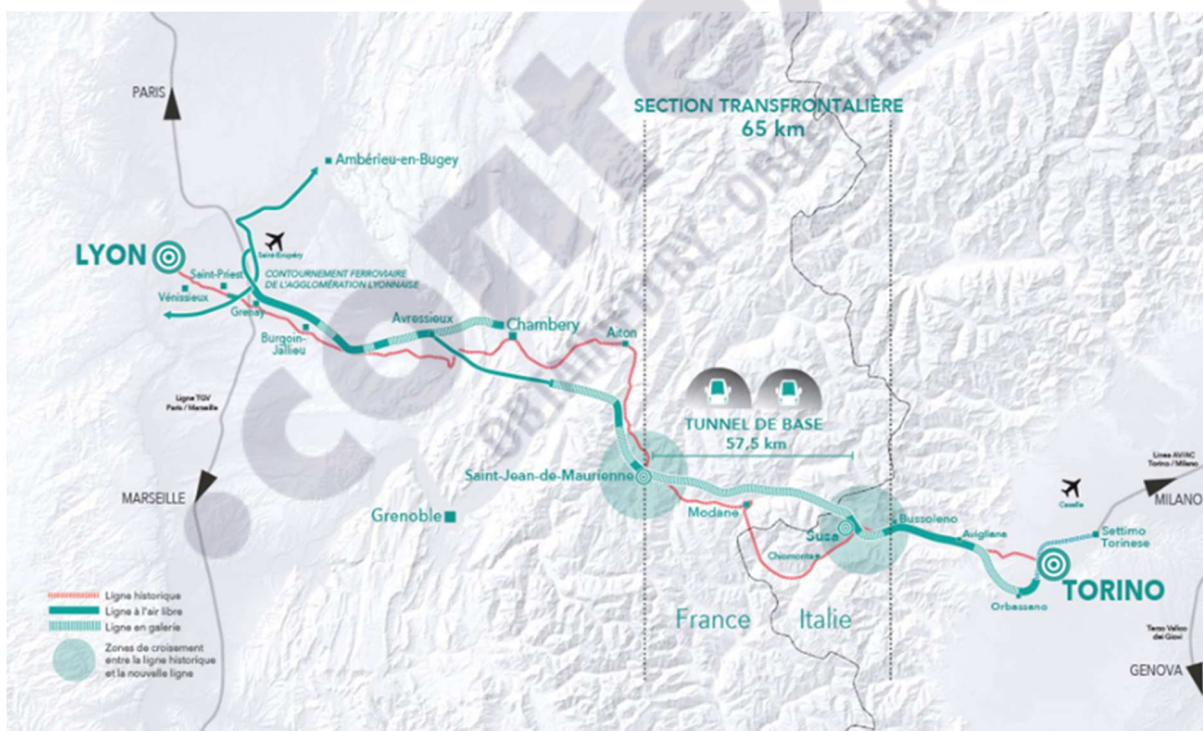 PARIS
SECTION TRANSFRONTALIÈRE
65 km
Ambérieu-en-Bugey
LYON
Saint-Exupéry
Saint-Priest
CONTOURNEMENT FERROVIAIRE
DE L'AGGLOMÉRATION LYONNAISE
Vénissieux
Grenay
Avressieux
Chambery
Aiton
Burgoin-
Jallieu
Ligne TGV
Paris / Marseille
TUNNEL DE BASE
57,5 km
Saint-Jean-de-Maurienne
MARSEILLE
Grenoble
Modane
Susa
Chiomonte
Bussoleno
Avigliana
Linea AV/AC
Torino / Milano
MILANO
Caselle
Settimo
Torinese
TORINO
Orbassano
France
Italie
Terzo Valico
dei Giovi
GENOVA
Ligne historique
Ligne à l'air libre
Ligne en galerie
Zones de croisement
entre la ligne historique
et la nouvelle ligne
.conte